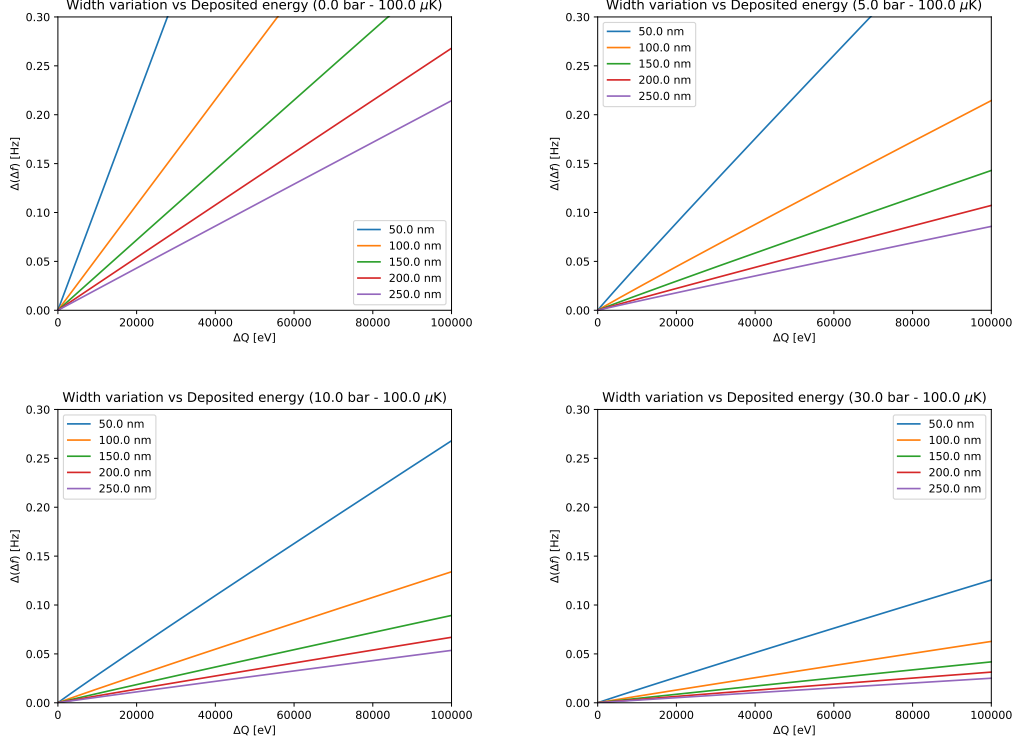 Width variation vs Deposited energy (0.0 bar - 100.0 μK)
0.30
0.25
0.20
0.15
0.10
0.05
0.00
Δ(Δf) [Hz]
50.0 nm
100.0 nm
150.0 nm
200.0 nm
250.0 nm
0 20000 40000 60000 80000 100000
ΔQ [eV]
Width variation vs Deposited energy (5.0 bar - 100.0 μK)
0.30
0.25
0.20
0.15
0.10
0.05
0.00
Δ(Δf) [Hz]
50.0 nm
100.0 nm
150.0 nm
200.0 nm
250.0 nm
0 20000 40000 60000 80000 100000
ΔQ [eV]
Width variation vs Deposited energy (10.0 bar - 100.0 μK)
0.30
0.25
0.20
0.15
0.10
0.05
0.00
Δ(Δf) [Hz]
50.0 nm
100.0 nm
150.0 nm
200.0 nm
250.0 nm
0 20000 40000 60000 80000 100000
ΔQ [eV]
Width variation vs Deposited energy (30.0 bar - 100.0 μK)
0.30
0.25
0.20
0.15
0.10
0.05
0.00
Δ(Δf) [Hz]
50.0 nm
100.0 nm
150.0 nm
200.0 nm
250.0 nm
0 20000 40000 60000 80000 100000
ΔQ [eV]